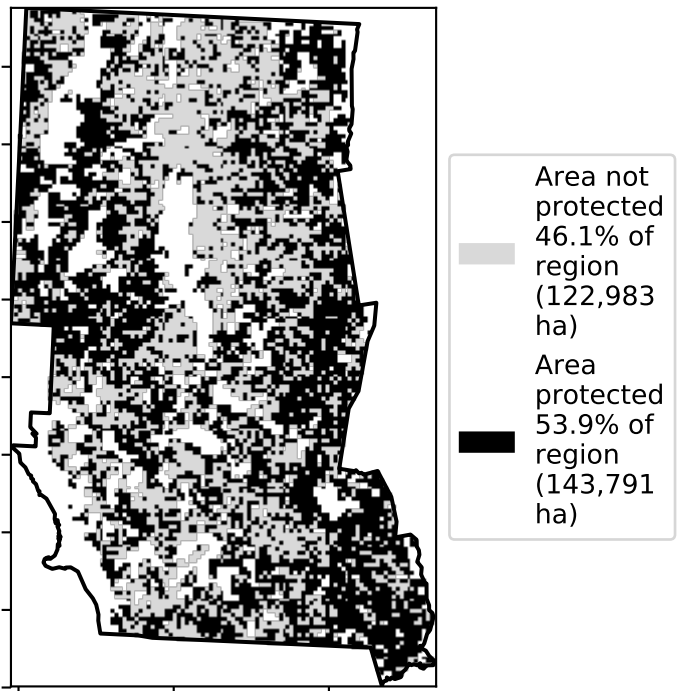 Area not
protected
46.1% of
region
(122,983
ha)
Area
protected
53.9% of
region
(143,791
ha)